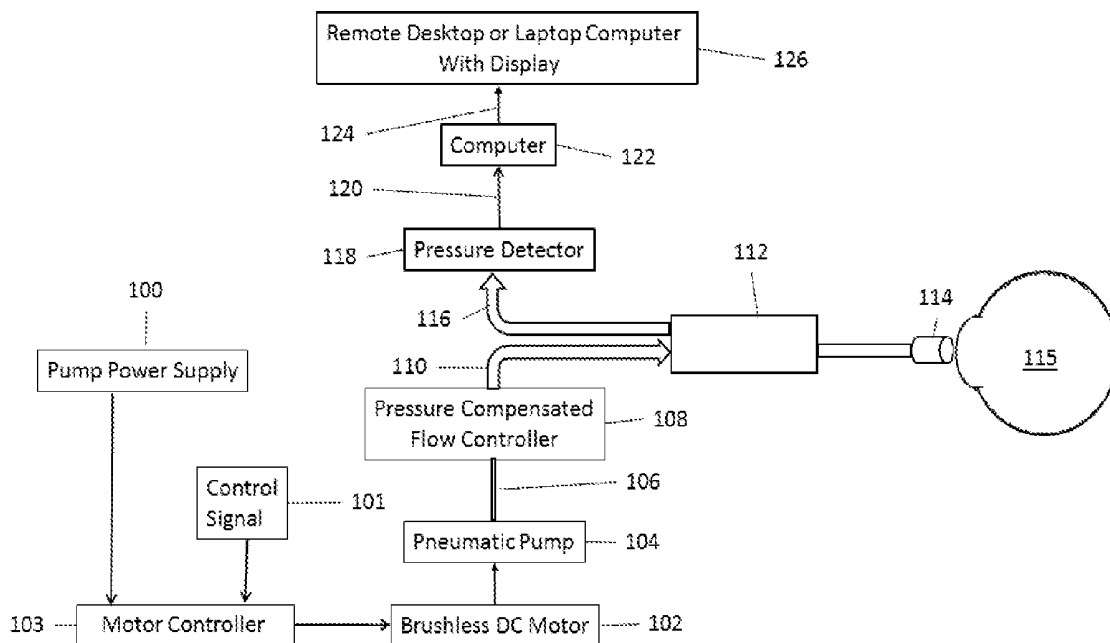 Remote Desktop or Laptop Computer
With Display
126
124
Computer
122
120
118
Pressure Detector
112
114
100
116
115
Pump Power Supply
110
Pressure Compensated
Flow Controller
108
Control
Signal
101
106
Pneumatic Pump
104
103
Motor Controller
Brushless DC Motor
102